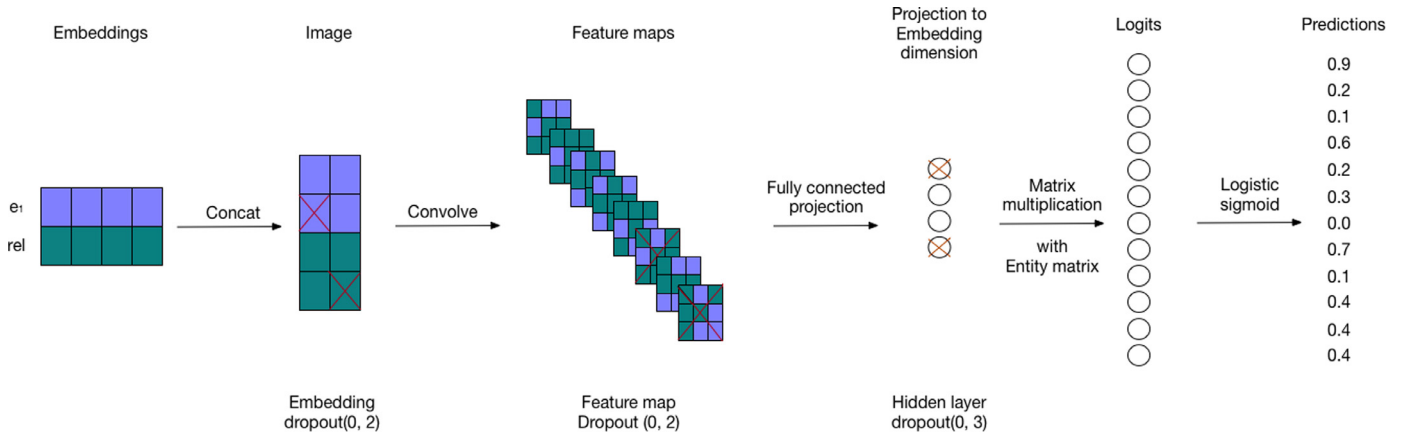 Embeddings
Image
Feature maps
Projection to
Embedding
dimension
Logits
Predictions
e1
rel
Concat
Convolve
Fully connected
projection
Matrix
multiplication
with
Entity matrix
Logistic
sigmoid
0.9
0.2
0.1
0.6
0.2
0.3
0.0
0.7
0.1
0.4
0.4
0.4
Embedding
dropout(0, 2)
Feature map
Dropout (0, 2)
Hidden layer
dropout(0, 3)